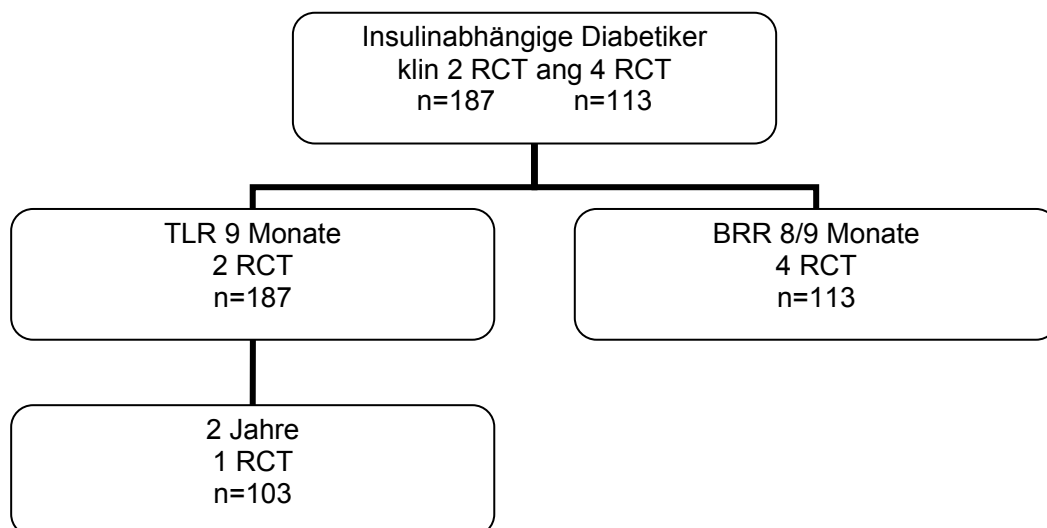 Insulinabhängige Diabetiker
klin 2 RCT ang 4 RCT
n=187 n=113
TLR 9 Monate
2 RCT
n=187
BRR 8/9 Monate
4 RCT
n=113
2 Jahre
1 RCT
n=103